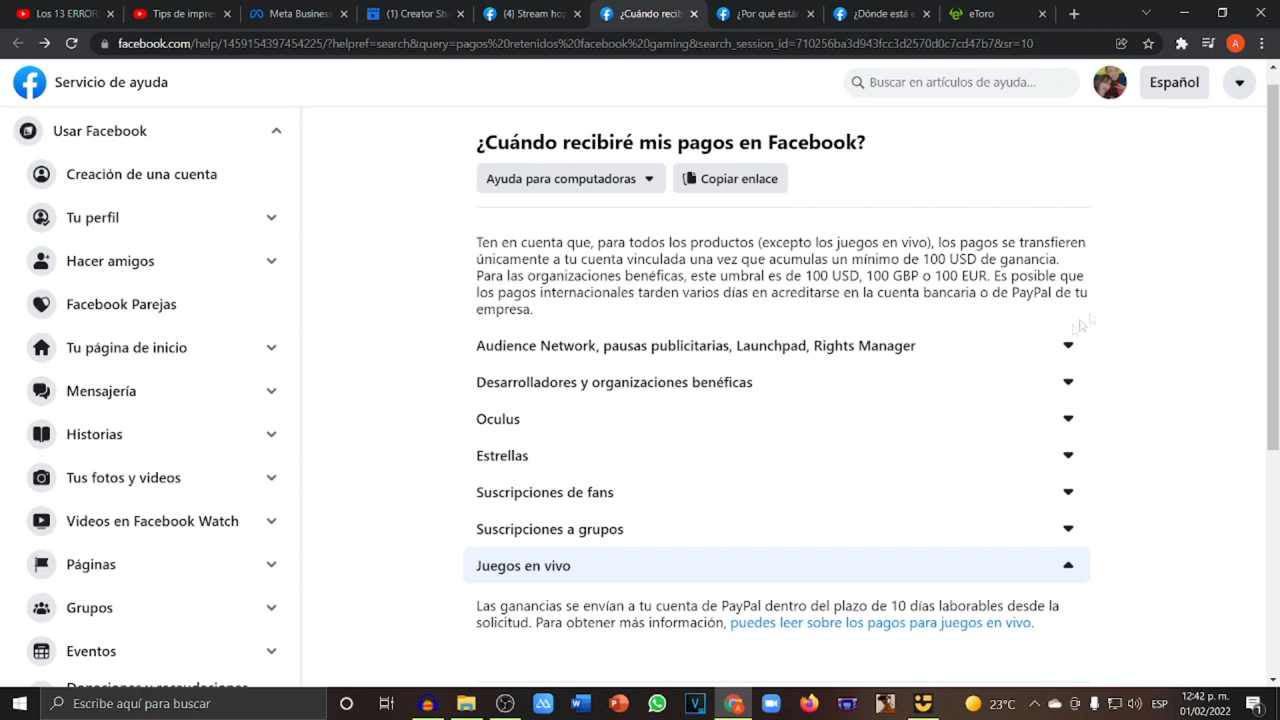 Los 13 ERROR
Tips de impres
Meta Business
(1) Creator Stu
(4) Stream hop
¿Cuándo recib
¿Por qué están
¿Dónde está e
eToro
facebook.com/help/1459154397454225/?helpref=search&query=pagos%20retenidos%20facebook%20gaming&search_session_id=710256ba3d943fcc3d2570d0c7cd47b7&sr=10
A
Servicio de ayuda
Buscar en artículos de ayuda...
Español
Usar Facebook
Creación de una cuenta
Tu perfil
Hacer amigos
Facebook Parejas
Tu página de inicio
Mensajería
Historias
Tus fotos y videos
Videos en Facebook Watch
Páginas
Grupos
Eventos
Donaciones y recaudaciones
¿Cuándo recibiré mis pagos en Facebook?
Ayuda para computadoras
Copiar enlace
Ten en cuenta que, para todos los productos (excepto los juegos en vivo), los pagos se transfieren
únicamente a tu cuenta vinculada una vez que acumulas un mínimo de 100 USD de ganancia.
Para las organizaciones benéficas, este umbral es de 100 USD, 100 GBP o 100 EUR. Es posible que
los pagos internacionales tarden varios días en acreditarse en la cuenta bancaria o de PayPal de tu
empresa.
Audience Network, pausas publicitarias, Launchpad, Rights Manager
Desarrolladores y organizaciones benéficas
Oculus
Estrellas
Suscripciones de fans
Suscripciones a grupos
Juegos en vivo
Las ganancias se envían a tu cuenta de PayPal dentro del plazo de 10 días laborables desde la
solicitud. Para obtener más información, puedes leer sobre los pagos para juegos en vivo.
Escribe aquí para buscar
23°C
ESP
12:42 p. m.
01/02/2022